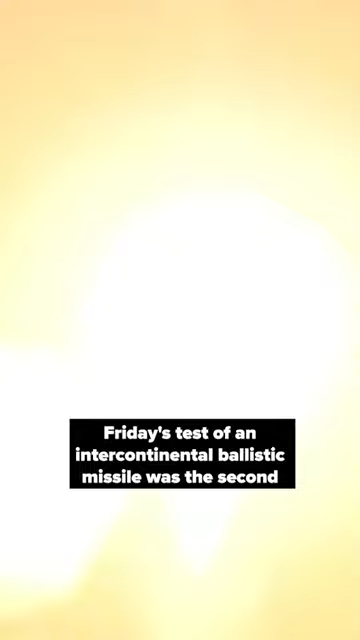 Friday's test of an
intercontinental ballistic
missile was the second